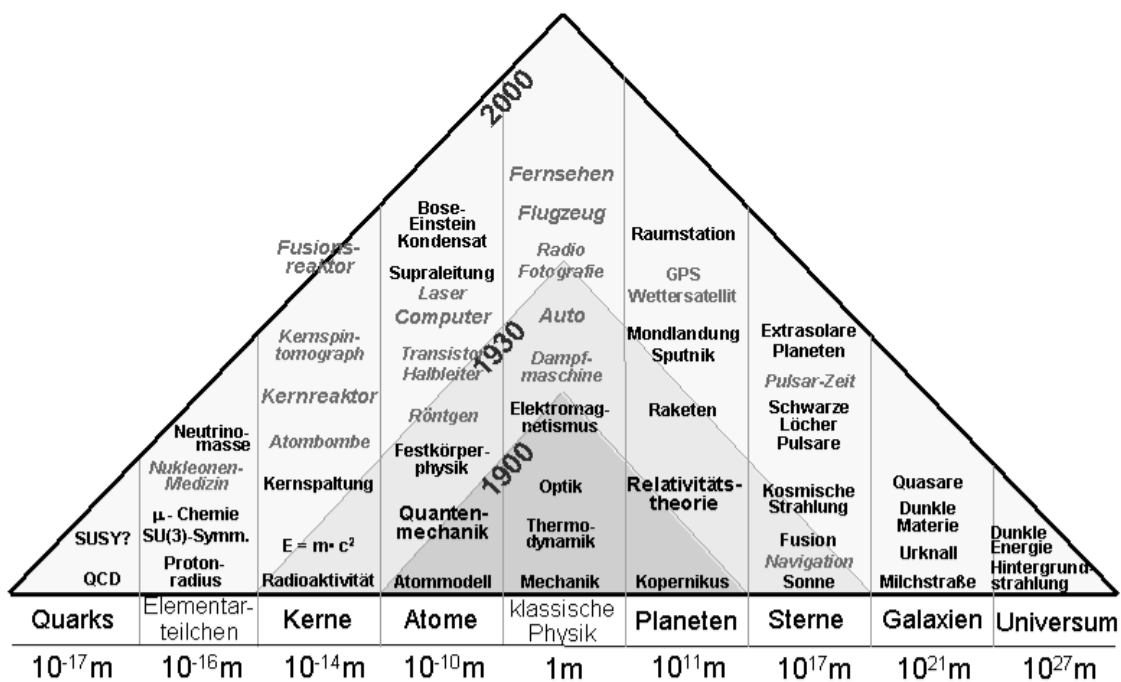 2000
1930
1900
SUSY?
QCD
Neutrino-
masse
Nukleonen-
Medizin
μ - Chemie
SU(3)-Symm.
Proton-
radius
Fusions-
reaktor
Kernspin-
tomograph
Kernreaktor
Atombombe
Kernspaltung
E = m· c²
Radioaktivität
Bose-
Einstein
Kondensat
Supraleitung
Laser
Computer
Transistor
Halbleiter
Röntgen
Festkörper-
physik
Quanten-
mechanik
Atommodell
Fernsehen
Flugzeug
Radio
Fotografie
Auto
Dampf-
maschine
Elektromag-
netismus
Optik
Thermo-
dynamik
Mechanik
Raumstation
GPS
Wettersatellit
Mondlandung
Sputnik
Raketen
Relativitäts-
theorie
Kopernikus
Extrasolare
Planeten
Pulsar-Zeit
Schwarze
Löcher
Pulsare
Kosmische
Strahlung
Fusion
Navigation
Sonne
Quasare
Dunkle
Materie
Urknall
Milchstraße
Dunkle
Energie
Hintergrund-
strahlung
Quarks
Elementar-
teilchen
Kerne
Atome
klassische
Physik
Planeten
Sterne
Galaxien
Universum
10⁻¹⁷m
10⁻¹⁶m
10⁻¹⁴m
10⁻¹⁰m
1m
10¹¹m
10¹⁷m
10²¹m
10²⁷m